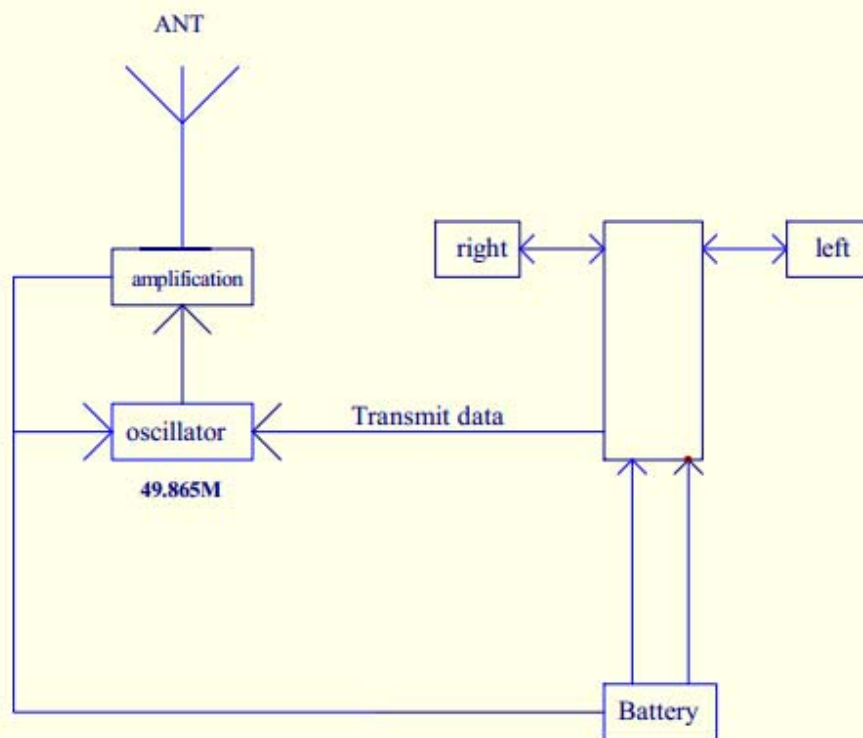 ANT
right
left
amplification
Transmit data
oscillator
49.865M
Battery